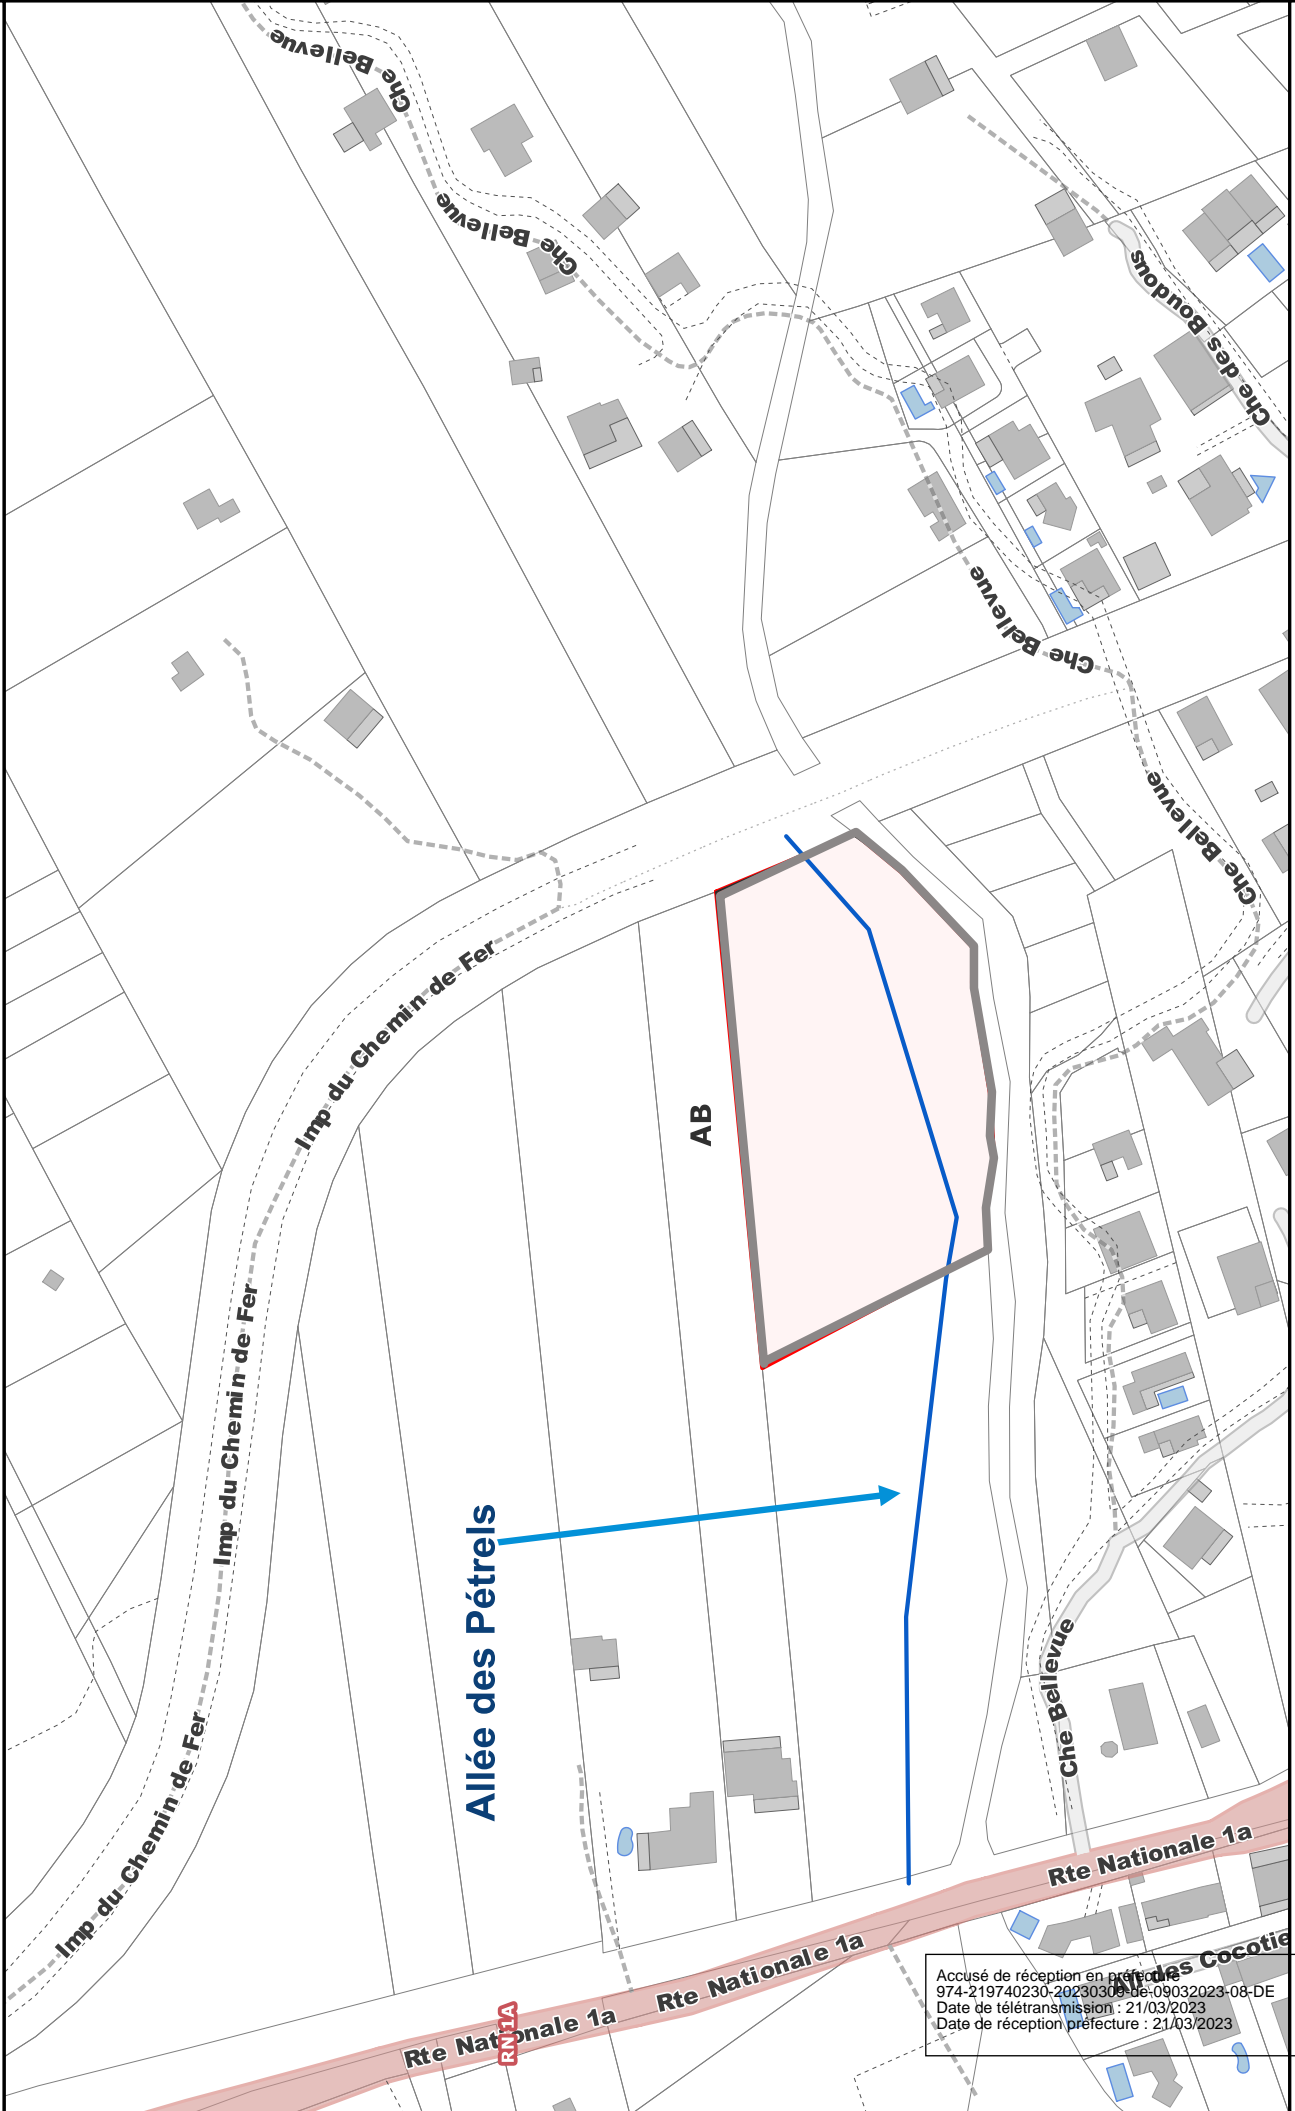 Che Bellevue
Che Bellevue
Che des Boudous
Che Bellevue
Che Bellevue
Imp du Chemin de Fer
AB
Imp du Chemin de Fer
Allée des Pétrels
Che Bellevue
Imp du Chemin de Fer
Rte Nationale 1a
Rte Nationale 1a
Rte Nationale 1a
RN 1A
All des Cocotie
Accusé de réception en préfecture
974-219740230-20230309-de-09032023-08-DE
Date de télétransmission : 21/03/2023
Date de réception préfecture : 21/03/2023